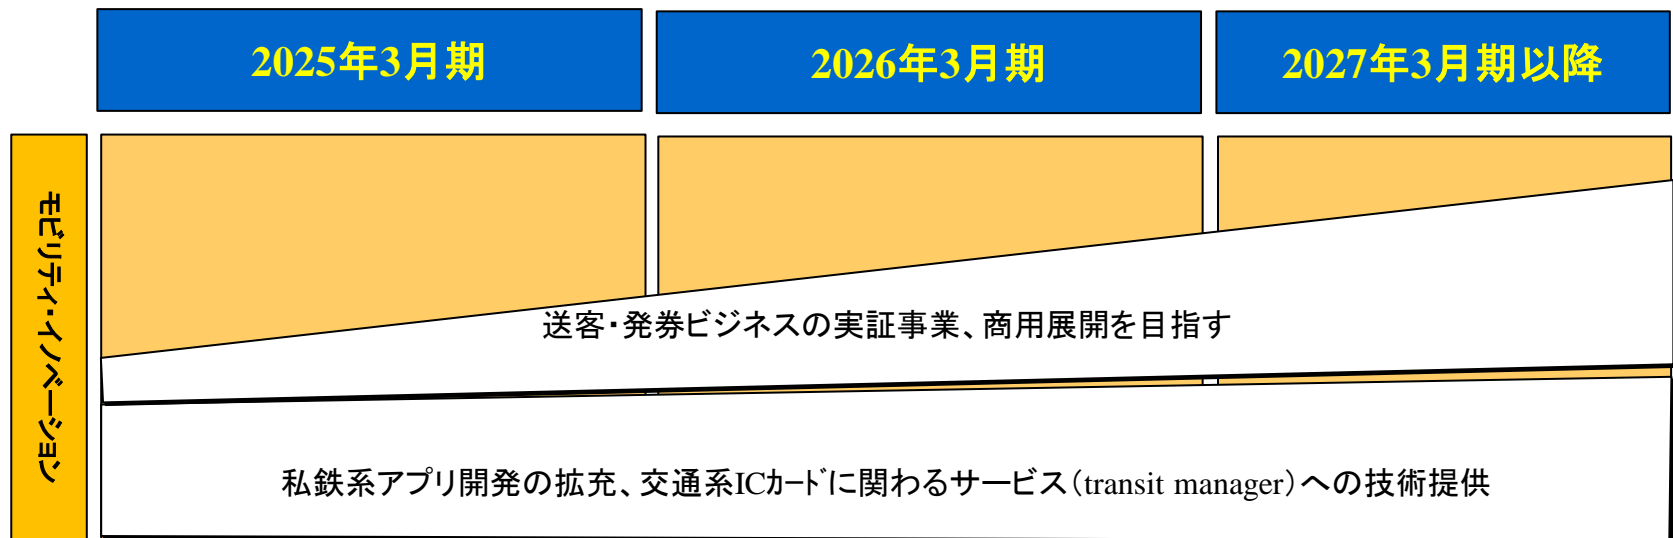 2025年3月期
2026年3月期
2027年3月期以降
モビリティ・イノベーション
送客・発券ビジネスの実証事業、商用展開を目指す
私鉄系アプリ開発の拡充、交通系ICｶｰﾄﾞに関わるサービス（transit manager）への技術提供